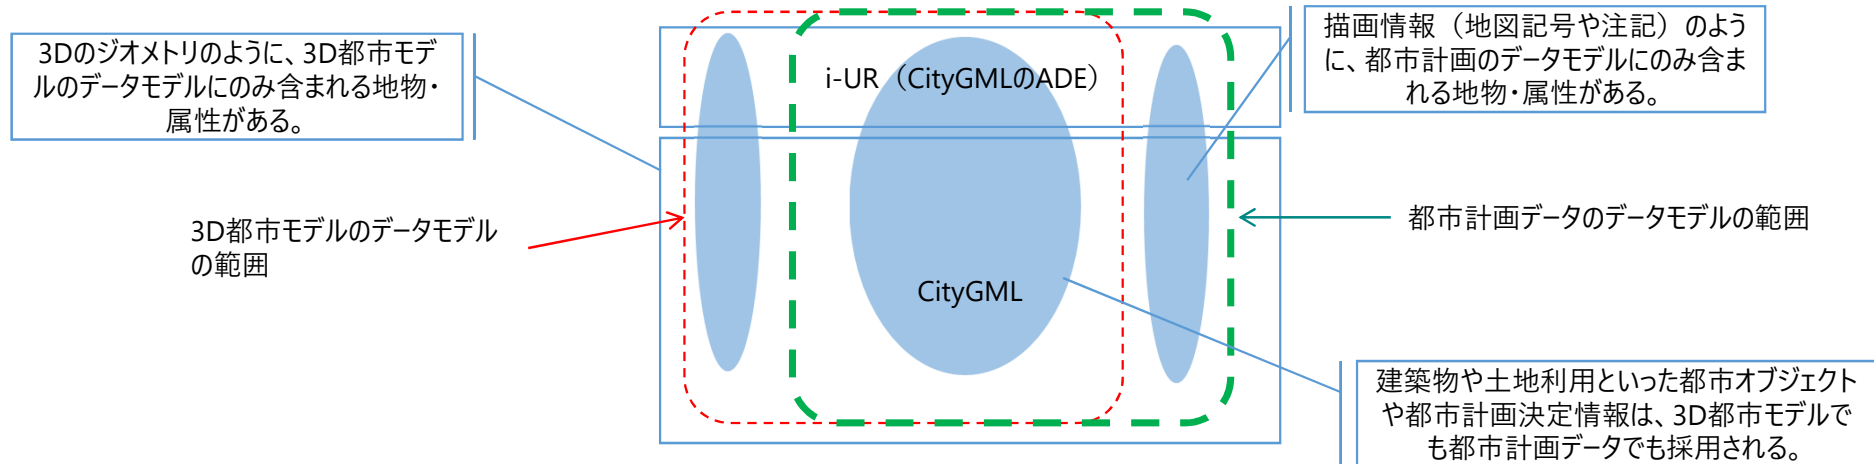 3Dのジオメトリのように、3D都市モデ
ルのデータモデルにのみ含まれる地物・
属性がある。
i-UR（CityGMLのADE）
描画情報（地図記号や注記）のよう
に、都市計画のデータモデルにのみ含ま
れる地物・属性がある。
3D都市モデルのデータモデル
の範囲
都市計画データのデータモデルの範囲
CityGML
建築物や土地利用といった都市オブジェクト
や都市計画決定情報は、3D都市モデルで
も都市計画データでも採用される。